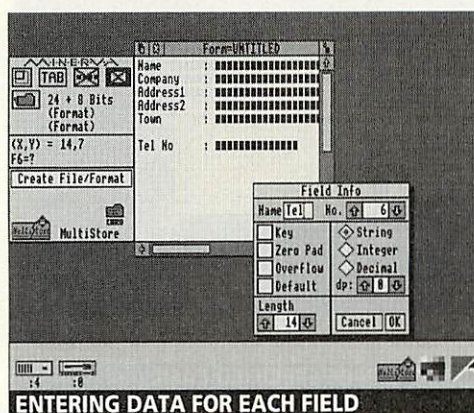 MINERVA
TAB
24 + 8 Bits
(Format)
(Format)
(X,Y) = 14,7
F6=?
Create File/Format
MultiStore
Form=UNTITLED
Name :
Company :
Address1 :
Address2 :
Town :
Tel No :
Field Info
Name Tel No. 6
Key String
Zero Pad Integer
Overflow Decimal
Default dp: 0
Length
14 Cancel OK
:4 :0
MultiStore
ENTERING DATA FOR EACH FIELD